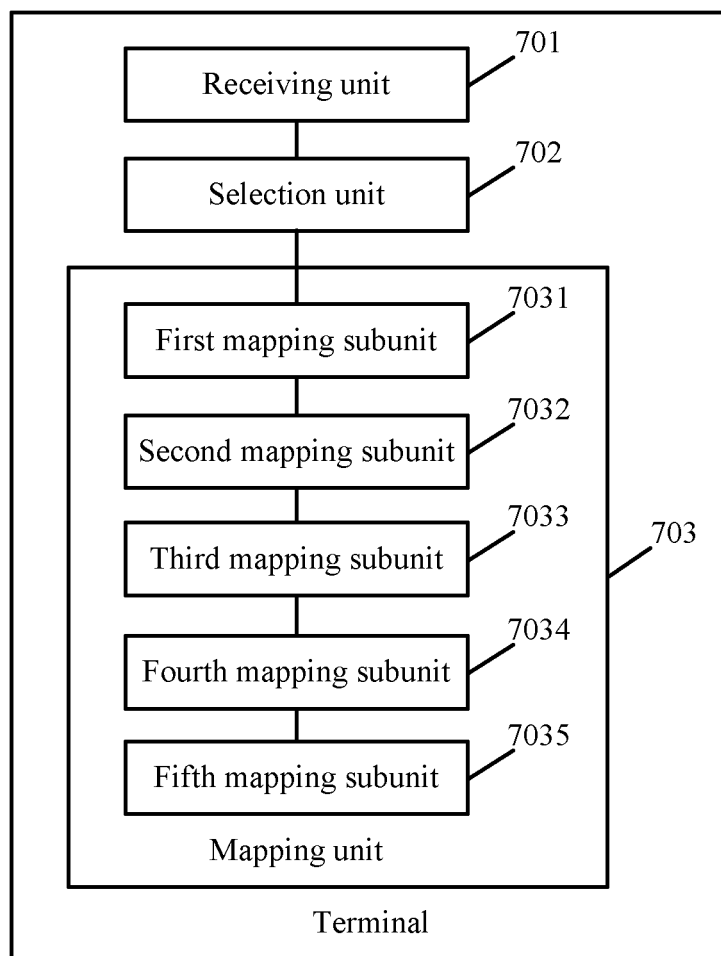 701
Receiving unit
702
Selection unit
7031
First mapping subunit
7032
Second mapping subunit
7033
Third mapping subunit
703
7034
Fourth mapping subunit
7035
Fifth mapping subunit
Mapping unit
Terminal